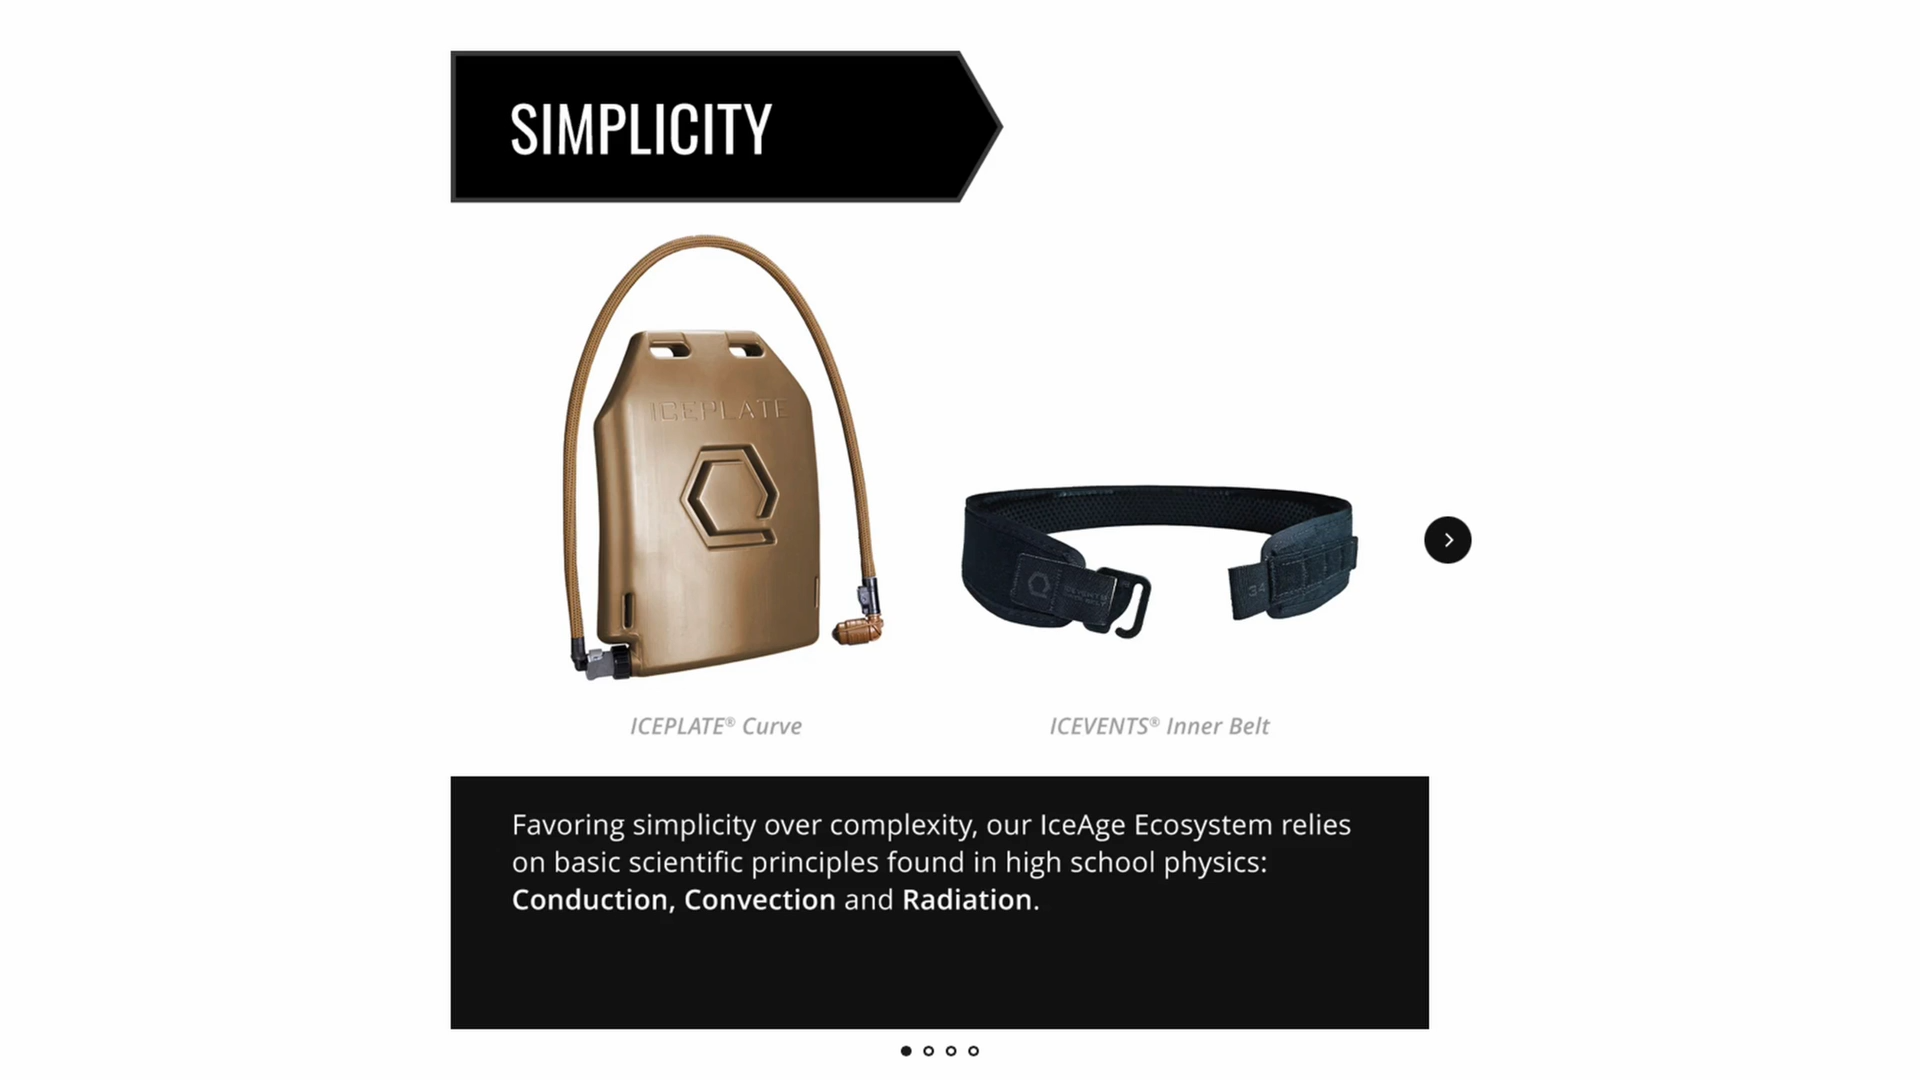 SIMPLICITY
ICEPLATE
34
ICEPLATE® Curve
ICEVENTS® Inner Belt
Favoring simplicity over complexity, our IceAge Ecosystem relies
on basic scientific principles found in high school physics:
Conduction, Convection and Radiation.